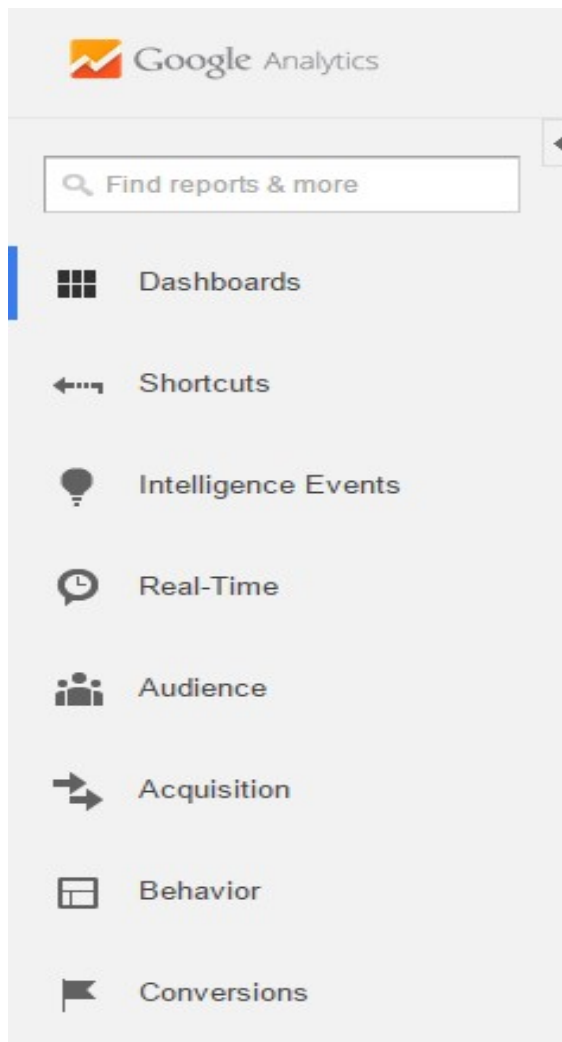 Google Analytics
Find reports & more
Dashboards
Shortcuts
Intelligence Events
Real-Time
Audience
Acquisition
Behavior
Conversions